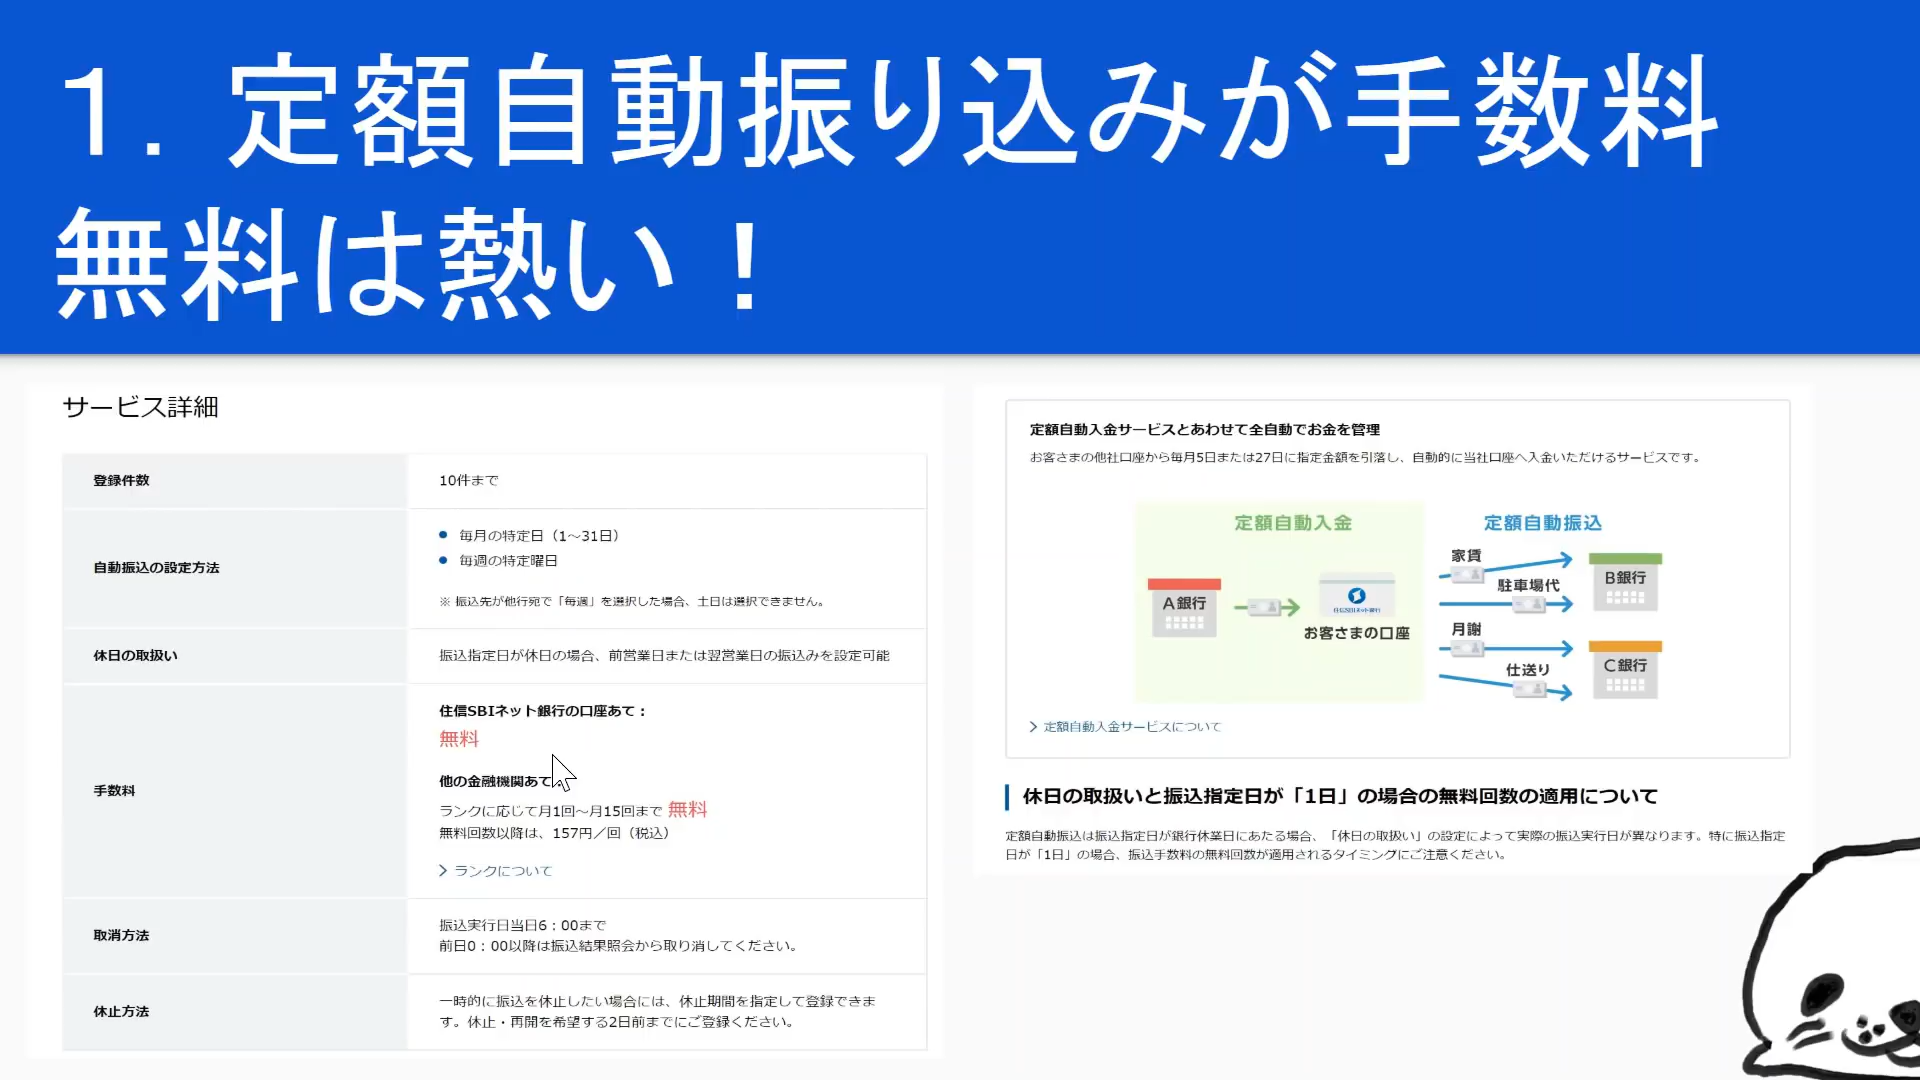 1. 定額自動振り込みが手数料
無料は熱い！
サービス詳細
登録件数
10件まで
自動振込の設定方法
毎月の特定日（1～31日）
毎週の特定曜日
※ 振込先が他行宛で「毎週」を選択した場合、土日は選択できません。
休日の取扱い
振込指定日が休日の場合、前営業日または翌営業日の振込みを設定可能
手数料
住信SBIネット銀行の口座あて：
無料
他の金融機関あて：
ランクに応じて月1回～月15回まで 無料
無料回数以降は、157円／回（税込）
ランクについて
取消方法
振込実行日当日6：00まで
前日0：00以降は振込結果照会から取り消してください。
休止方法
一時的に振込を休止したい場合には、休止期間を指定して登録できま
す。休止・再開を希望する2日前までにご登録ください。
定額自動入金サービスとあわせて全自動でお金を管理
お客さまの他社口座から毎月5日または27日に指定金額を引落し、自動的に当社口座へ入金いただけるサービスです。
定額自動入金
定額自動振込
A銀行
住信SBIネット銀行
お客さまの口座
家賃
駐車場代
B銀行
月謝
仕送り
C銀行
定額自動入金サービスについて
休日の取扱いと振込指定日が「1日」の場合の無料回数の適用について
定額自動振込は振込指定日が銀行休業日にあたる場合、「休日の取扱い」の設定によって実際の振込実行日が異なります。特に振込指定
日が「1日」の場合、振込手数料の無料回数が適用されるタイミングにご注意ください。